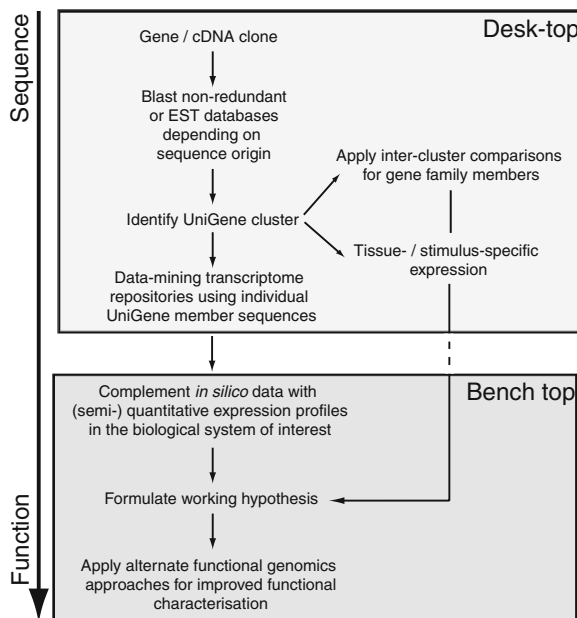 Sequence
Desk-top
Gene / cDNA clone
Blast non-redundant
or EST databases
depending on
sequence origin
Apply inter-cluster comparisons
for gene family members
Identify UniGene cluster
Tissue- / stimulus-specific
expression
Data-mining transcriptome
repositories using individual
UniGene member sequences
Bench top
Complement in silico data with
(semi-) quantitative expression profiles
in the biological system of interest
Formulate working hypothesis
Function
Apply alternate functional genomics
approaches for improved functional
characterisation